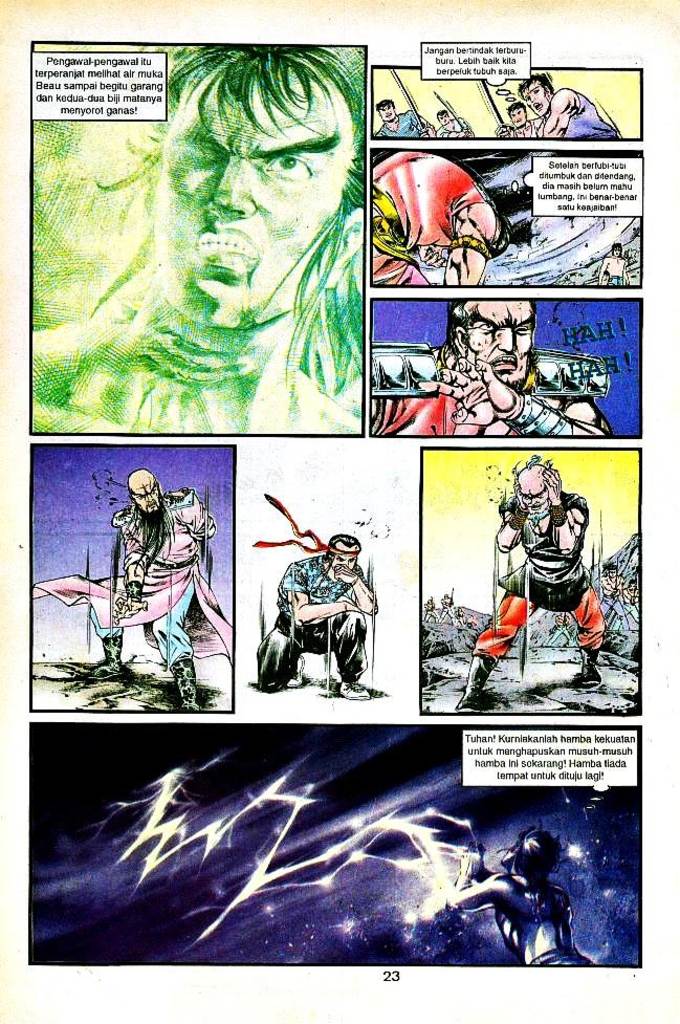 Pengawal-pengawal itu
terperanjat melihat air muka
Beau sampai begitu garang
dan kedua-dua biji matanya
menyorot ganas!
Jangan bertindak terburu-
buru. Lebih baik kita
berpeluk tubuh saja.
Setelah bertubi-tubi
ditumbuk dan ditendang,
dia masih belum mahu
tumbang, ini benar-benar
satu keajaiban!
HAH!
HAH!
Tuhan! Kurniakanlah hamba kekuatan
untuk menghapuskan musuh-musuh
hamba ini sekarang! Hamba tiada
tempat untuk dituju lagi!
23